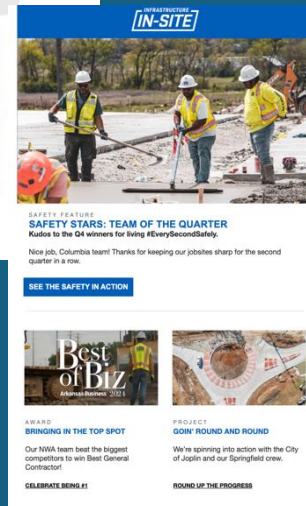 INFRASTRUCTURE
IN-SITE
SAFETY FEATURE
SAFETY STARS: TEAM OF THE QUARTER
Kudos to the Q4 winners for living #EverySecondSafely.
Nice job, Columbia team! Thanks for keeping our jobsites sharp for the second
quarter in a row.
SEE THE SAFETY IN ACTION
Best
of Biz
Arkansas Business 2024
AWARD
BRINGING IN THE TOP SPOT
Our NWA team beat the biggest
competitors to win Best General
Contractor!
CELEBRATE BEING #1
PROJECT
GOIN' ROUND AND ROUND
We're spinning into action with the City
of Joplin and our Springfield crew.
ROUND UP THE PROGRESS